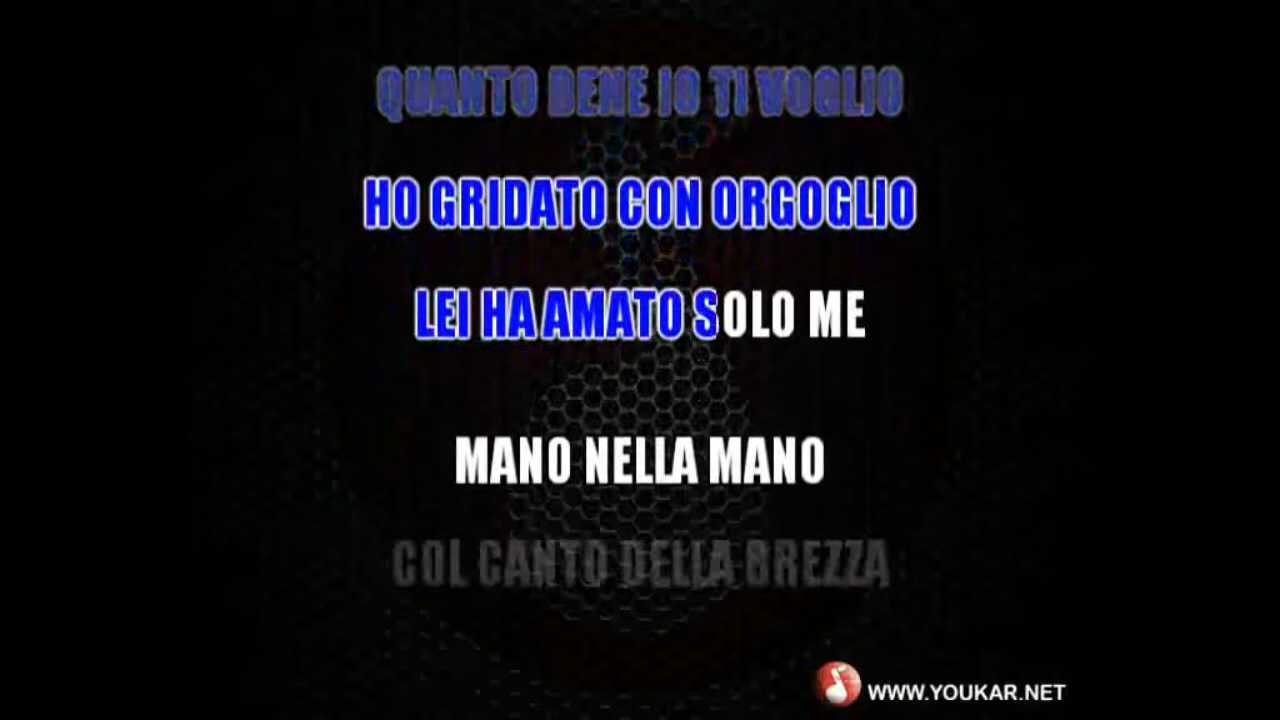 QUANTO BENE IO TI VOGLIO
HO GRIDATO CON ORGOGLIO
LEI HA AMATO SOLO ME
MANO NELLA MANO
COL CANTO DELLA BREZZA
WWW.YOUKAR.NET